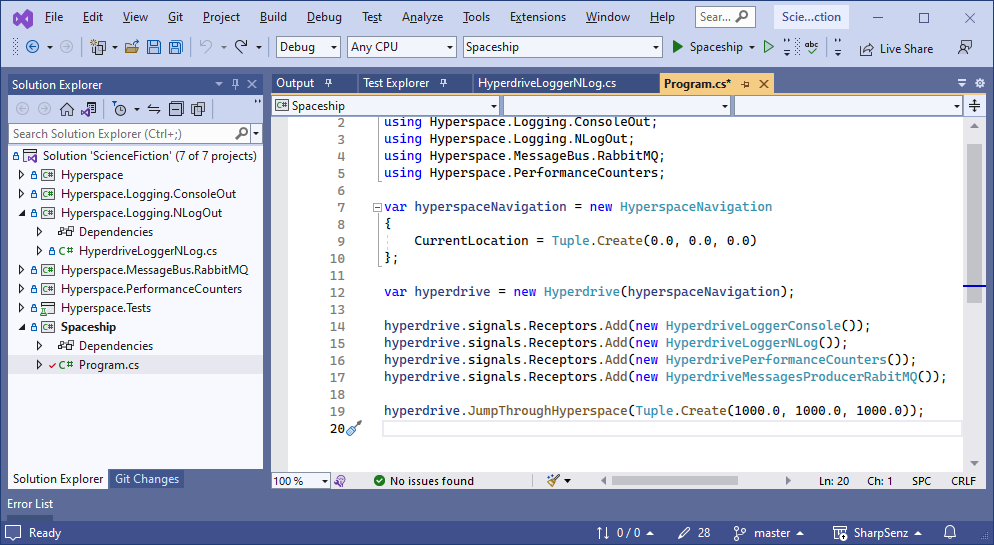 File Edit View Git Project Build Debug Test Analyze Tools Extensions Window Help Sear... Scie...ction
Debug Any CPU Spaceship Spaceship abc Live Share
Solution Explorer
Search Solution Explorer (Ctrl+;)
Solution 'ScienceFiction' (7 of 7 projects)
C# Hyperspace
C# Hyperspace.Logging.ConsoleOut
C# Hyperspace.Logging.NLogOut
Dependencies
C# HyperdriveLoggerNLog.cs
C# Hyperspace.MessageBus.RabbitMQ
C# Hyperspace.PerformanceCounters
Hyperspace.Tests
C# Spaceship
Dependencies
C# Program.cs
Solution Explorer Git Changes
Output Test Explorer HyperdriveLoggerNLog.cs Program.cs*
C# Spaceship
2 using Hyperspace.Logging.ConsoleOut;
3 using Hyperspace.Logging.NLogOut;
4 using Hyperspace.MessageBus.RabbitMQ;
5 using Hyperspace.PerformanceCounters;
6
7 var hyperspaceNavigation = new HyperspaceNavigation
8 {
9 CurrentLocation = Tuple.Create(0.0, 0.0, 0.0)
10 };
11
12 var hyperdrive = new Hyperdrive(hyperspaceNavigation);
13
14 hyperdrive.signals.Receptors.Add(new HyperdriveLoggerConsole());
15 hyperdrive.signals.Receptors.Add(new HyperdriveLoggerNLog());
16 hyperdrive.signals.Receptors.Add(new HyperdrivePerformanceCounters());
17 hyperdrive.signals.Receptors.Add(new HyperdriveMessagesProducerRabitMQ());
18
19 hyperdrive.JumpThroughHyperspace(Tuple.Create(1000.0, 1000.0, 1000.0));
20
100 % No issues found Ln: 20 Ch: 1 SPC CRLF
Error List
Ready 0 / 0 28 master SharpSenz